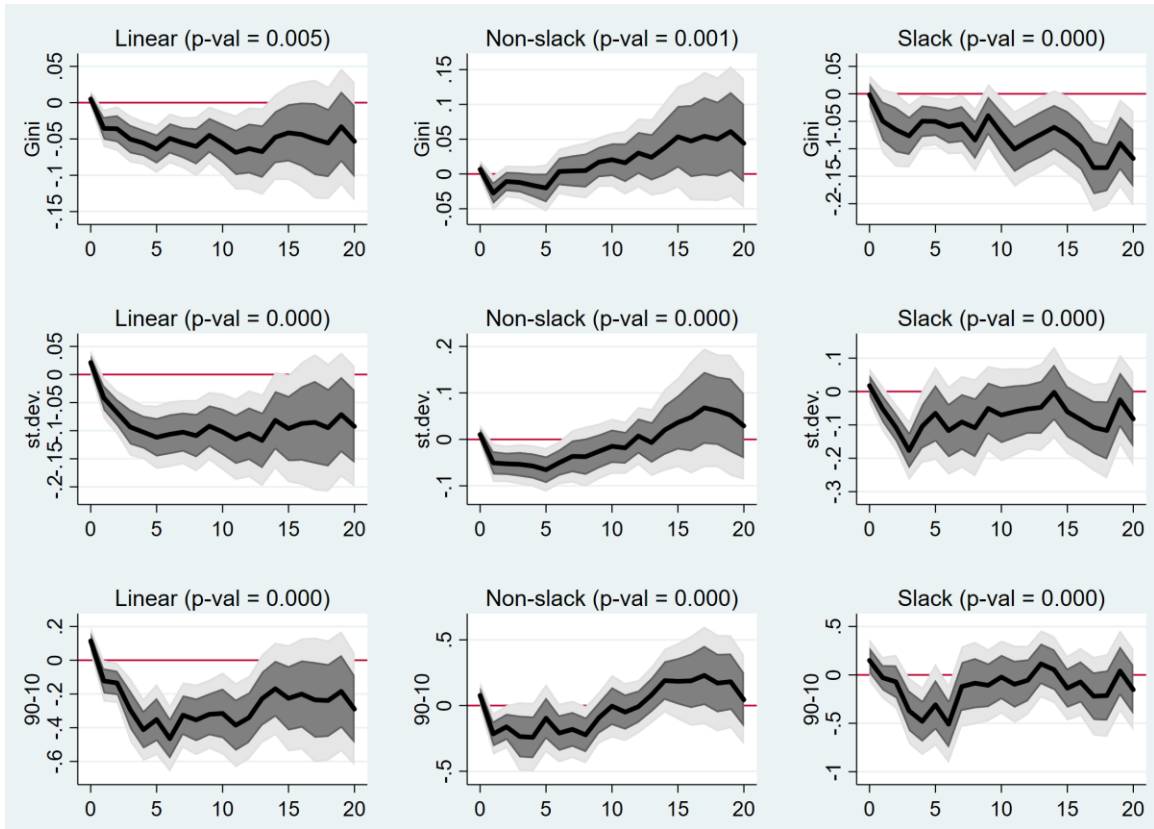 Linear (p-val = 0.005)
Non-slack (p-val = 0.001)
Slack (p-val = 0.000)
Gini
.05
0
-.05
-.1
-.15
0 5 10 15 20
Gini
.15
.1
.05
0
-.05
0 5 10 15 20
Gini
.05
0
-.05
-.1
-.15
-.2
0 5 10 15 20
Linear (p-val = 0.000)
Non-slack (p-val = 0.000)
Slack (p-val = 0.000)
st.dev.
.05
0
-.05
-.1
-.15
-.2
0 5 10 15 20
st.dev.
.2
.1
0
-.1
0 5 10 15 20
st.dev.
.1
0
-.1
-.2
-.3
0 5 10 15 20
Linear (p-val = 0.000)
Non-slack (p-val = 0.000)
Slack (p-val = 0.000)
90-10
.2
0
-.2
-.4
-.6
0 5 10 15 20
90-10
.5
0
-.5
0 5 10 15 20
90-10
.5
0
-.5
-1
0 5 10 15 20